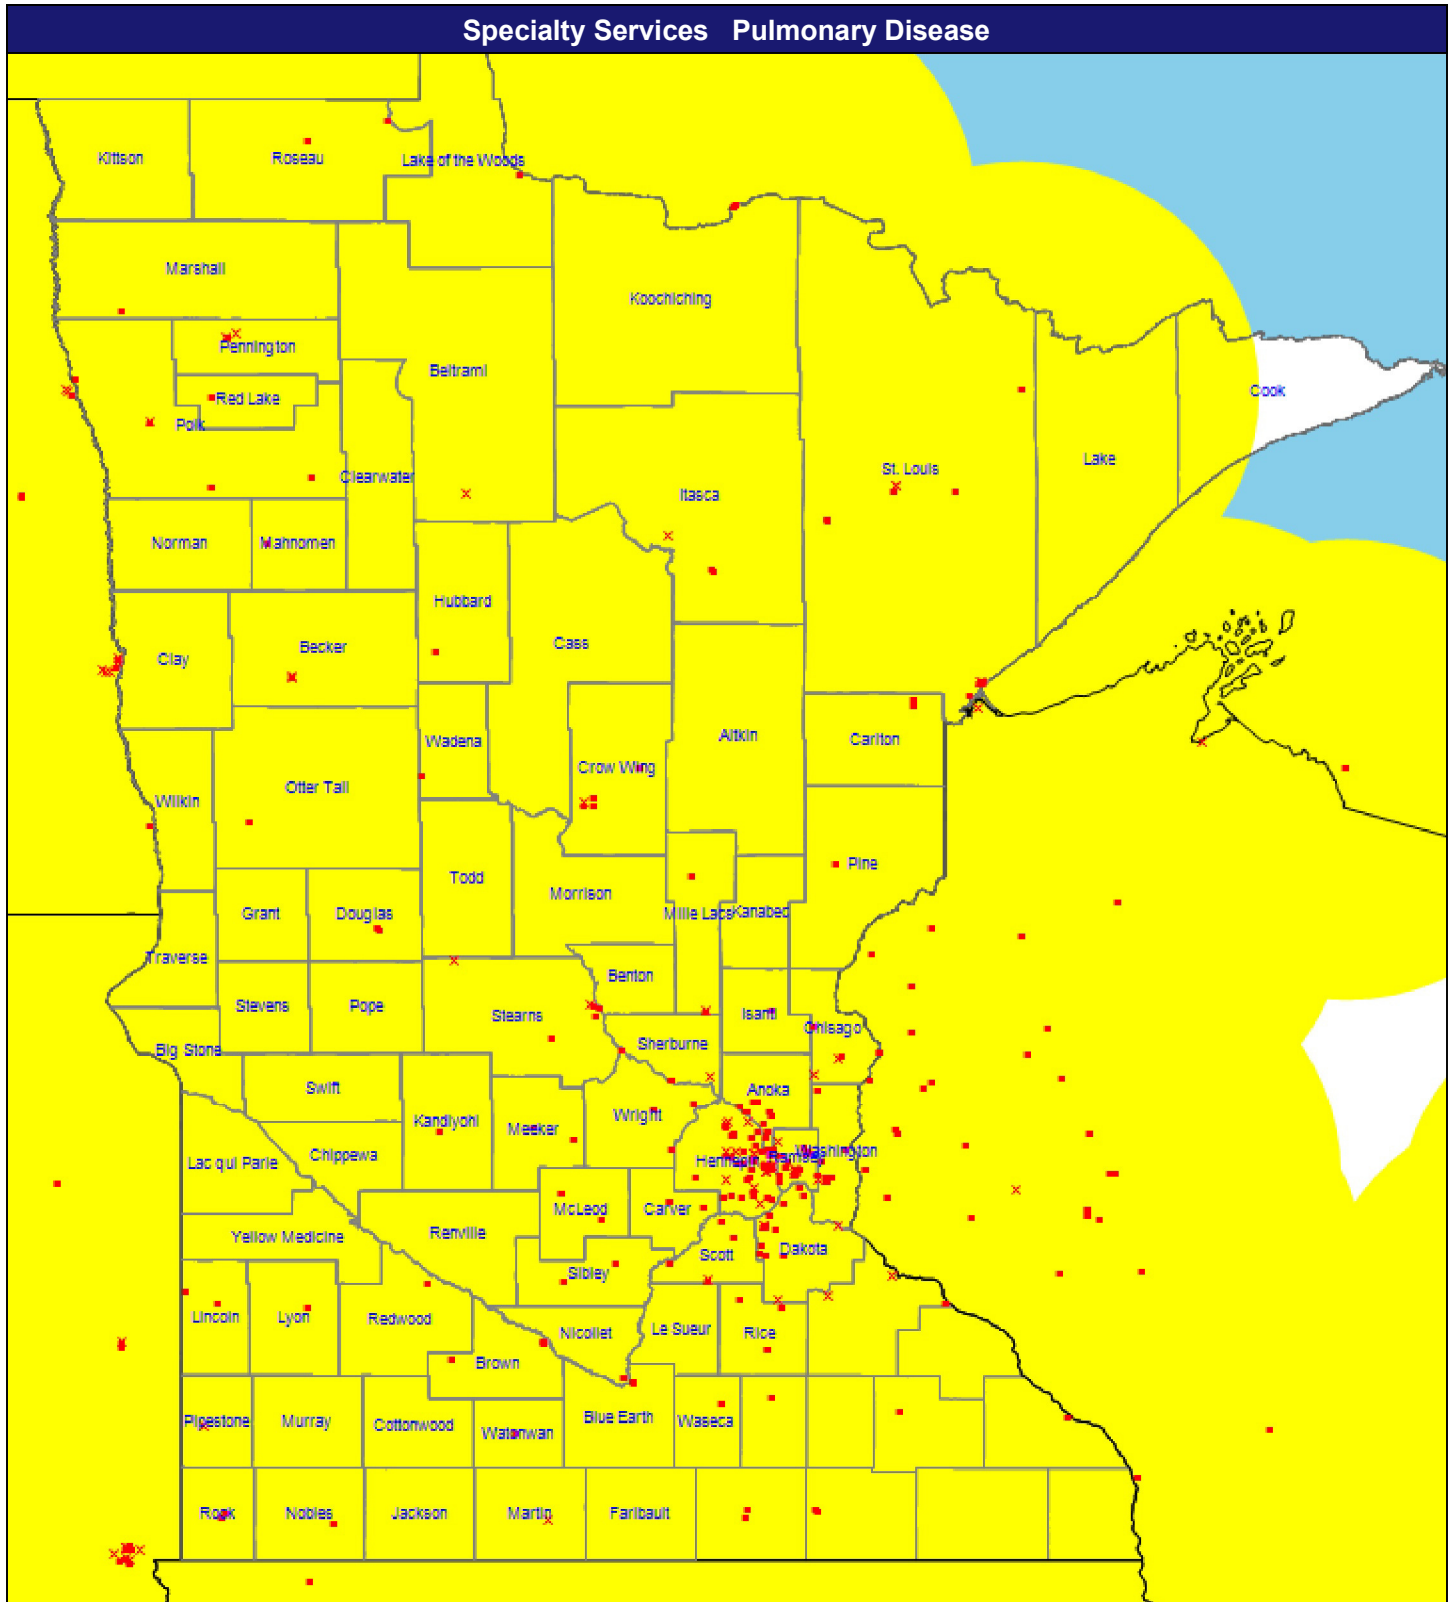 Specialty Services Pulmonary Disease
Kittson
Roseau
Lake of the Woods
Marshall
Koochiching
Pennington
Beltrami
Red Lake
Cook
Polk
Clearwater
Lake
St. Louis
Itasca
Norman
Mahnomen
Hubbard
Cass
Becker
Clay
Aitkin
Carlton
Wadena
Crow Wing
Otter Tail
Wilkin
Pine
Todd
Morrison
Grant
Douglas
Mille Lacs
Kanabec
Traverse
Benton
Stevens
Pope
Stearns
Isanti
Chisago
Sherburne
Big Stone
Swift
Anoka
Wright
Kandiyohi
Meeker
Chippewa
Washington
Lac qui Parle
Hennepin
Ramsey
McLeod
Carver
Renville
Yellow Medicine
Dakota
Scott
Sibley
Lincoln
Lyon
Redwood
Nicollet
Le Sueur
Rice
Brown
Pipestone
Murray
Cottonwood
Watonwan
Blue Earth
Waseca
Rock
Nobles
Jackson
Martin
Faribault